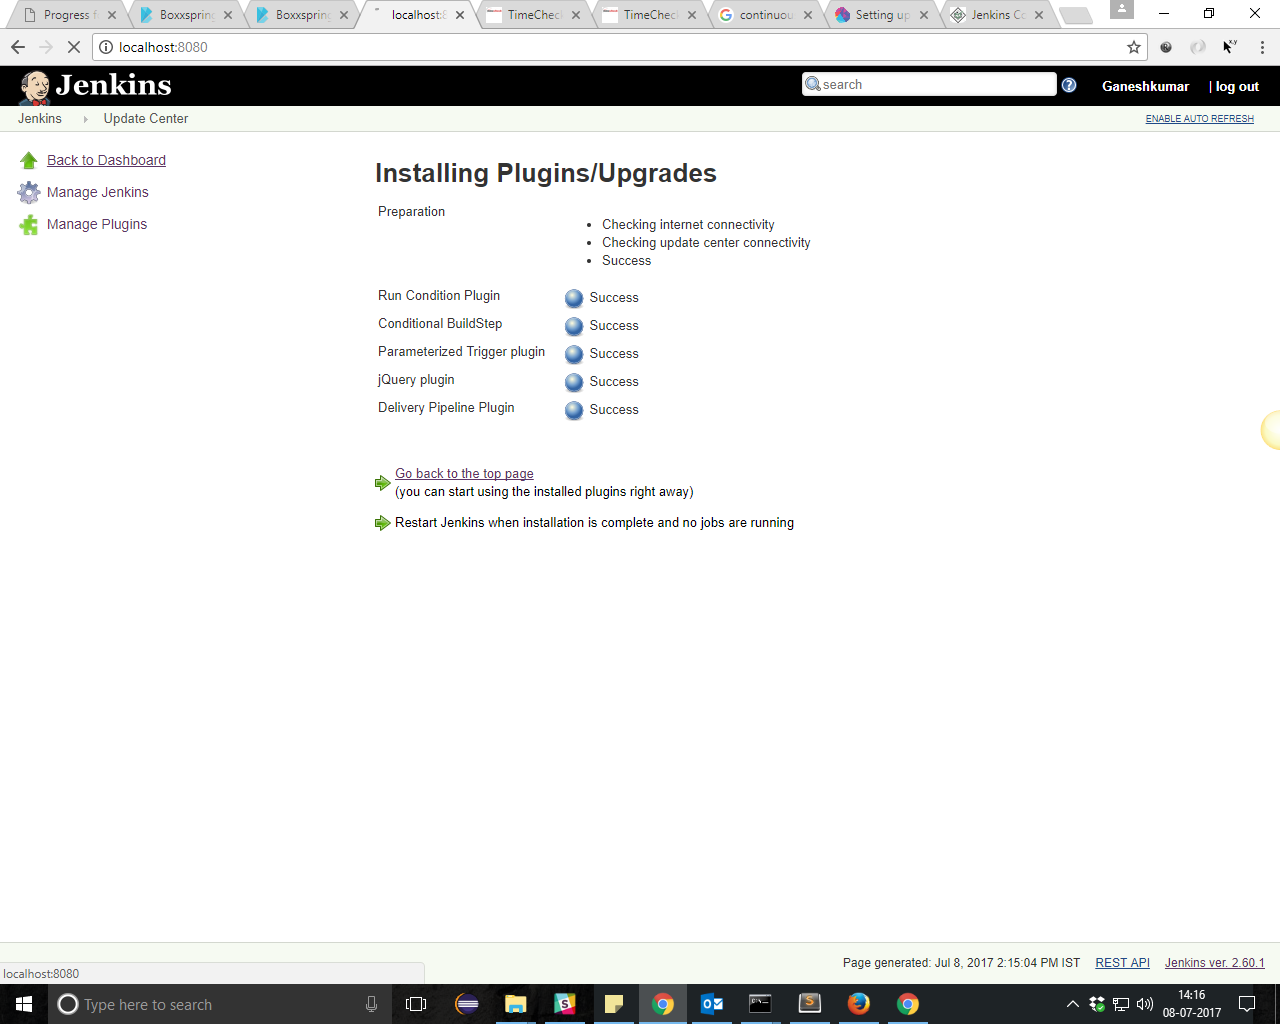 Progress f
Boxxspring
Boxxspring
localhost:8
TimeChec
TimeChec
continuou
Setting up
Jenkins Co
localhost:8080
Jenkins
search
Ganeshkumar
| log out
Jenkins
Update Center
ENABLE AUTO REFRESH
Back to Dashboard
Manage Jenkins
Manage Plugins
Installing Plugins/Upgrades
Preparation
• Checking internet connectivity
• Checking update center connectivity
• Success
Run Condition Plugin Success
Conditional BuildStep Success
Parameterized Trigger plugin Success
jQuery plugin Success
Delivery Pipeline Plugin Success
Go back to the top page
(you can start using the installed plugins right away)
Restart Jenkins when installation is complete and no jobs are running
Page generated: Jul 8, 2017 2:15:04 PM IST REST API Jenkins ver. 2.60.1
localhost:8080
Type here to search
14:16
08-07-2017